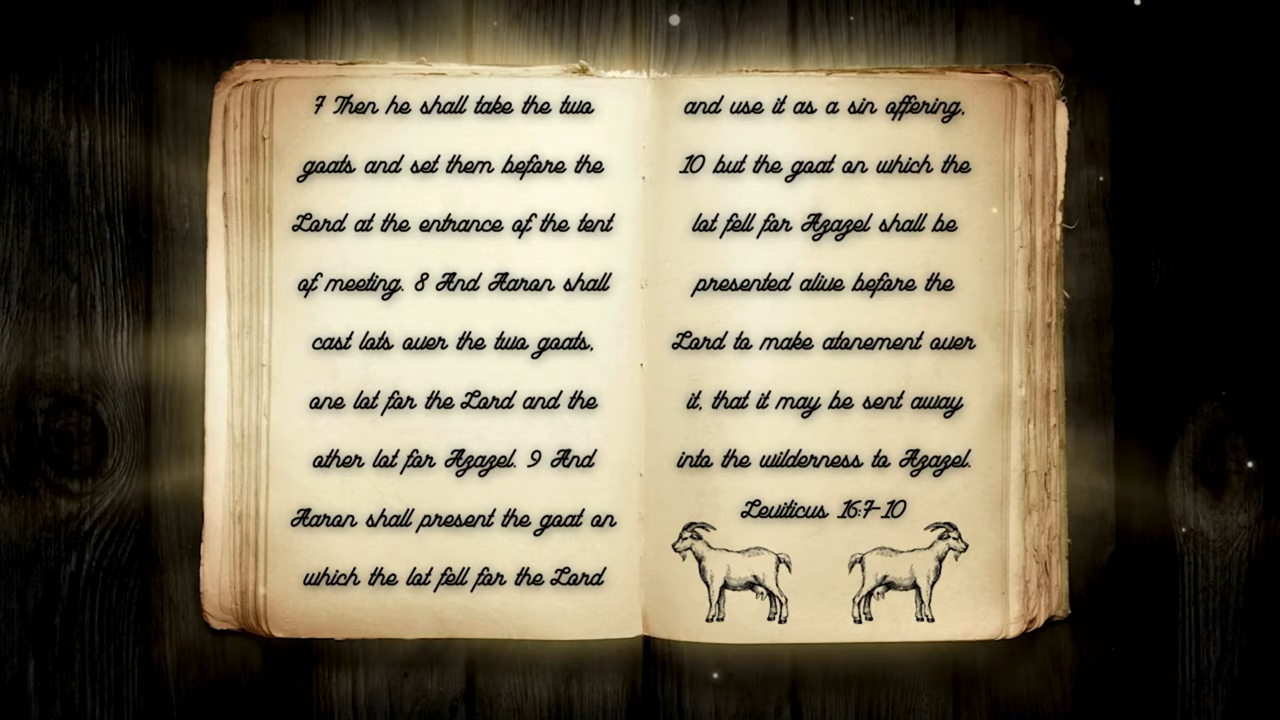 7 Then he shall take the two
goats and set them before the
Lord at the entrance of the tent
of meeting. 8 And Aaron shall
cast lots over the two goats,
one lot for the Lord and the
other lot for Azazel. 9 And
Aaron shall present the goat on
which the lot fell for the Lord
and use it as a sin offering,
10 but the goat on which the
lot fell for Azazel shall be
presented alive before the
Lord to make atonement over
it, that it may be sent away
into the wilderness to Azazel.
Leviticus 16:7-10